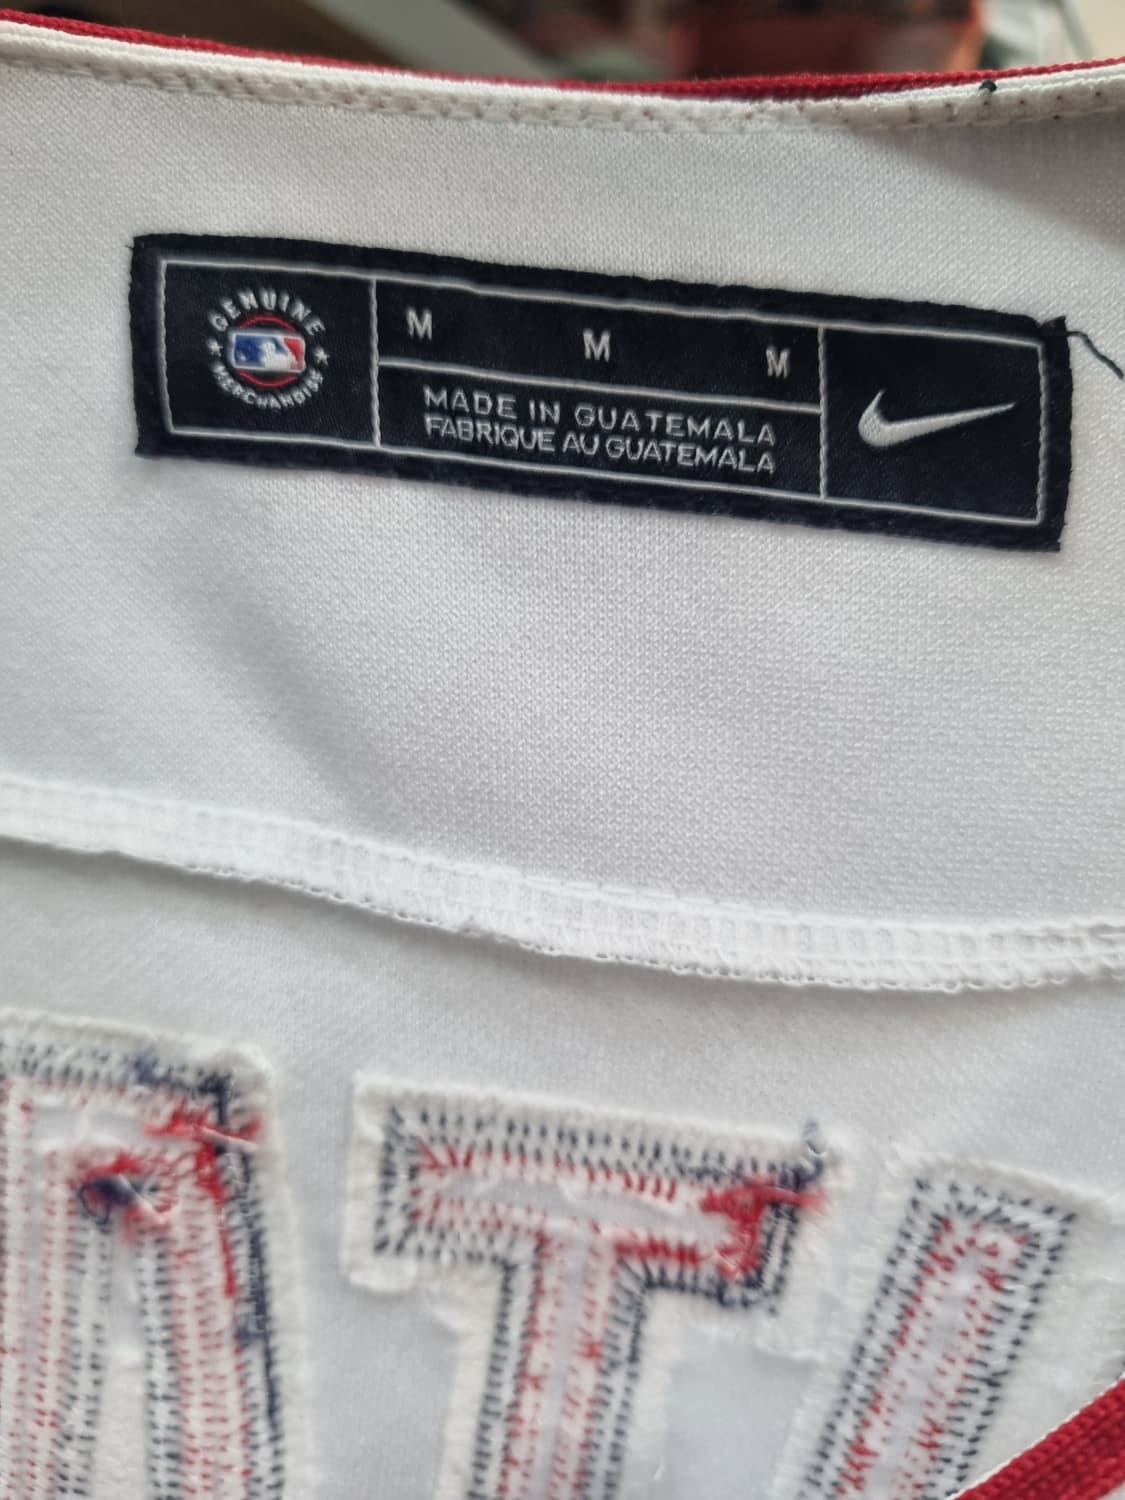 GENUINE
MERCHANDISE
M M M
MADE IN GUATEMALA
FABRIQUE AU GUATEMALA